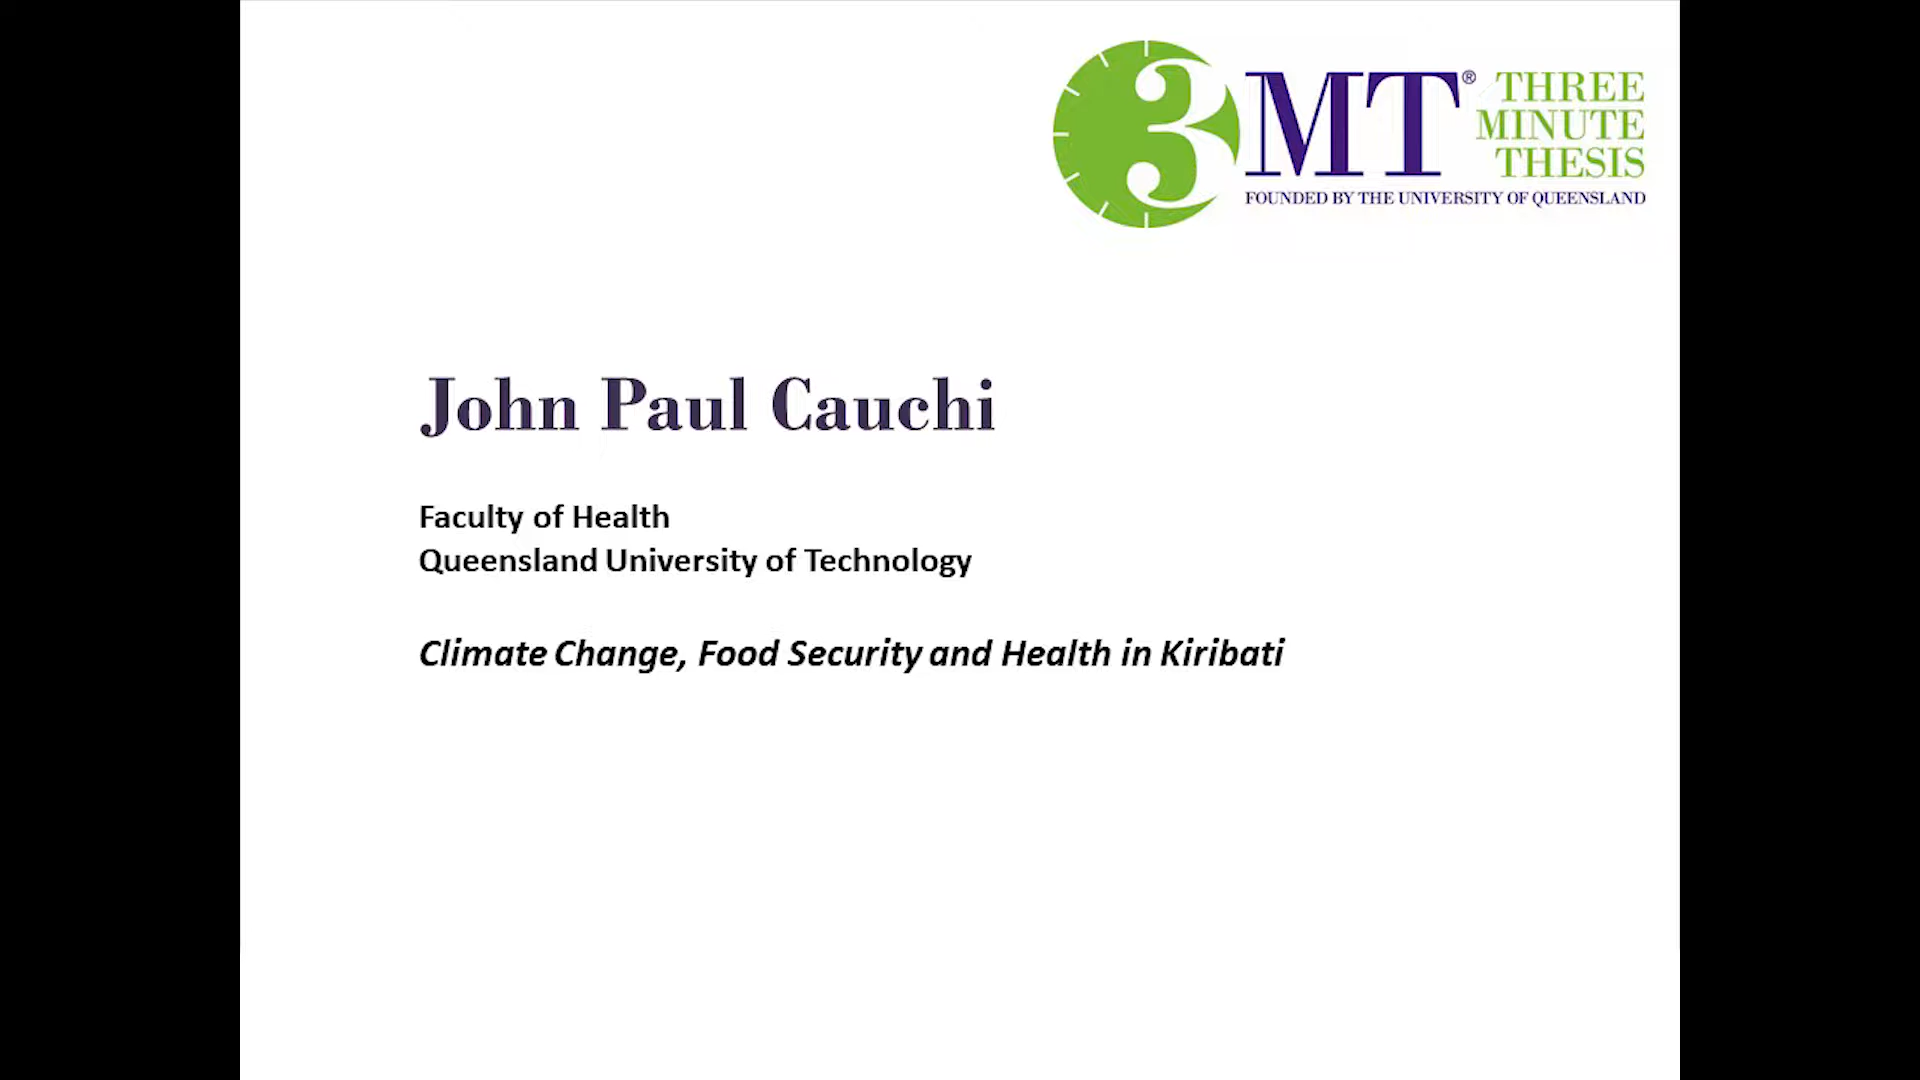 3MT® THREE
MINUTE
THESIS
FOUNDED BY THE UNIVERSITY OF QUEENSLAND
John Paul Cauchi
Faculty of Health
Queensland University of Technology
Climate Change, Food Security and Health in Kiribati